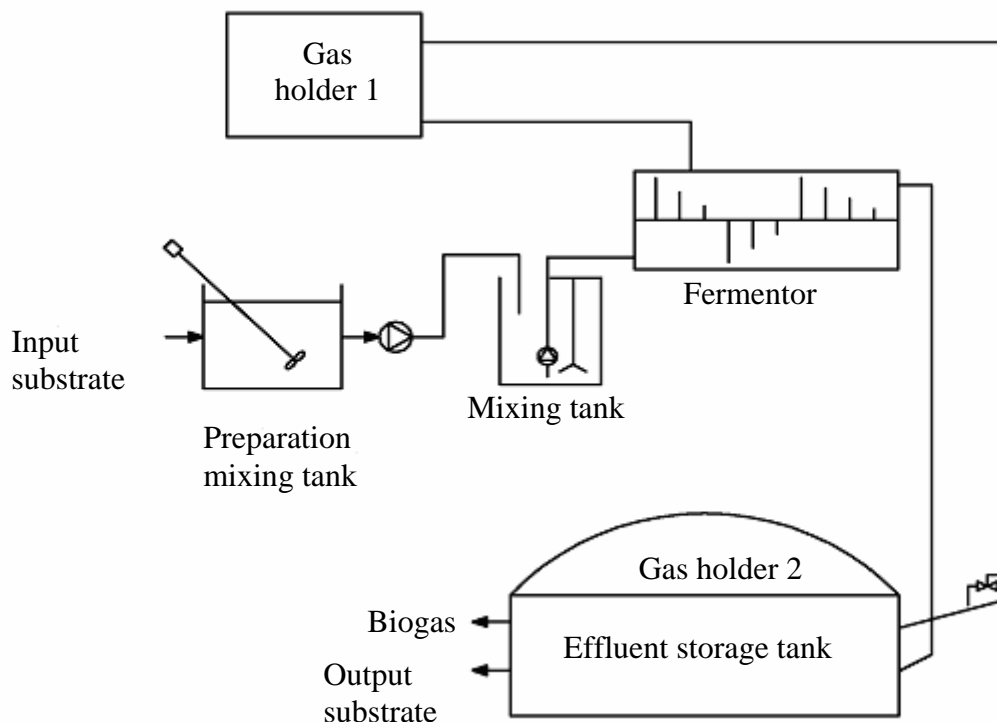 Gas
holder 1
Fermentor
Input
substrate
Mixing tank
Preparation
mixing tank
Gas holder 2
Biogas
Effluent storage tank
Output
substrate